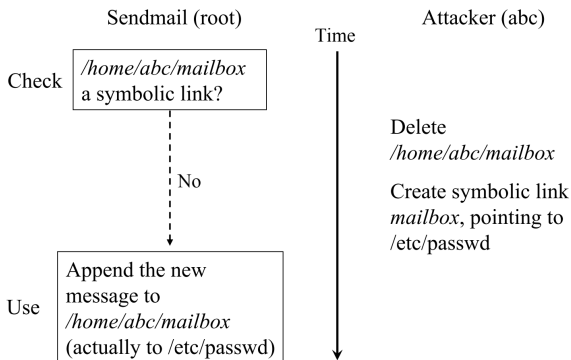 Sendmail (root)
Time
Attacker (abc)
Check
/home/abc/mailbox
a symbolic link?
No
Delete
/home/abc/mailbox
Create symbolic link
mailbox, pointing to
/etc/passwd
Use
Append the new
message to
/home/abc/mailbox
(actually to /etc/passwd)